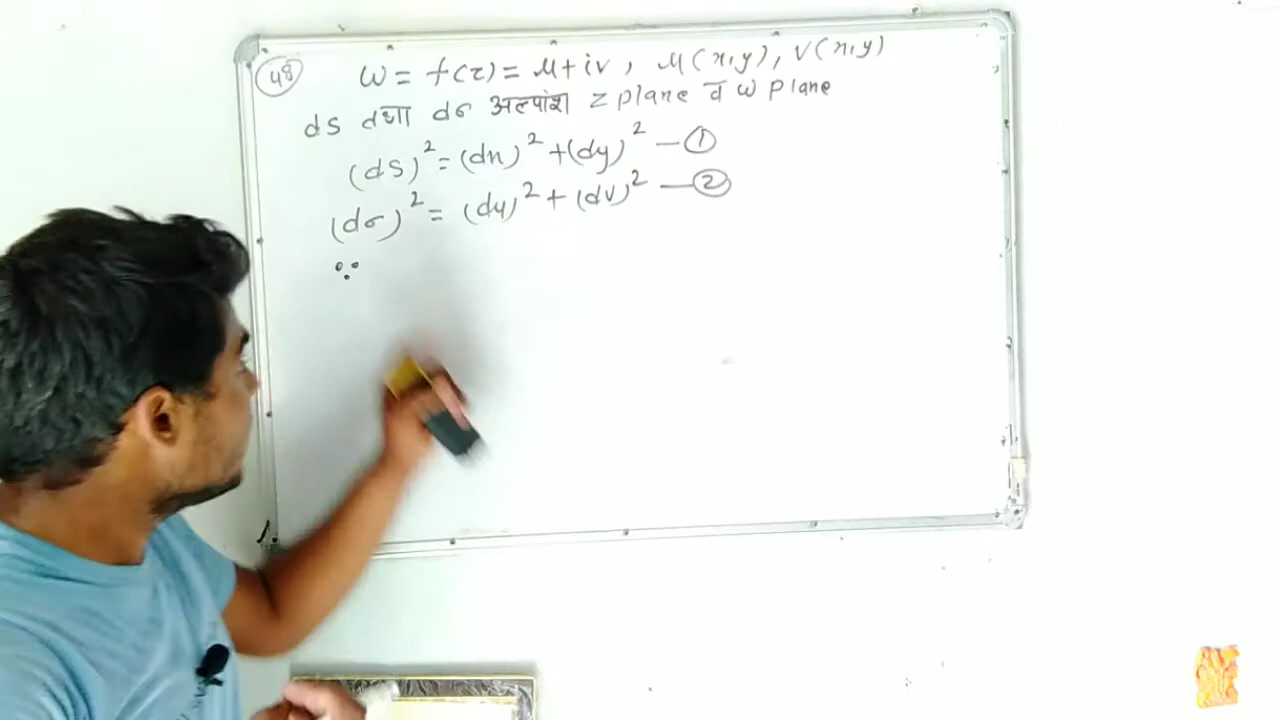 48
ω = f(z) = u + iv, u(x,y), v(x,y)
ds तथा dσ अल्पांश z plane व ω plane
(ds)² = (dx)² + (dy)² — ①
(dσ)² = (du)² + (dv)² — ②
∵